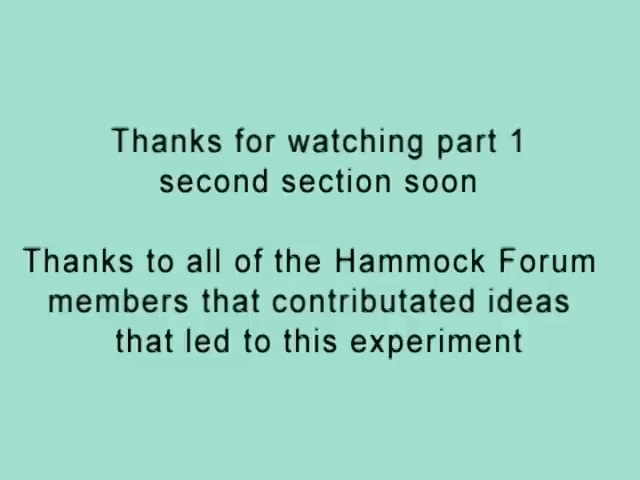 Thanks for watching part 1
second section soon
Thanks to all of the Hammock Forum
members that contributated ideas
that led to this experiment